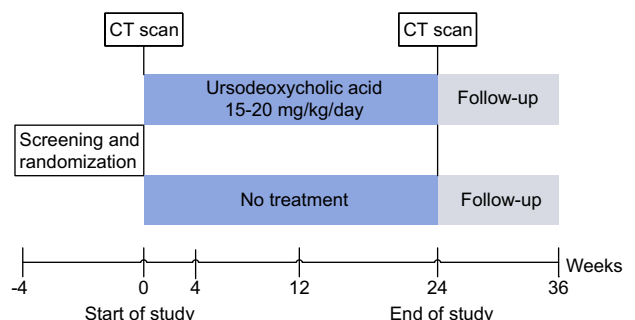 CT scan
CT scan
Ursodeoxycholic acid
15-20 mg/kg/day
Follow-up
Screening and
randomization
No treatment
Follow-up
Weeks
-4
0
4
12
24
36
Start of study
End of study